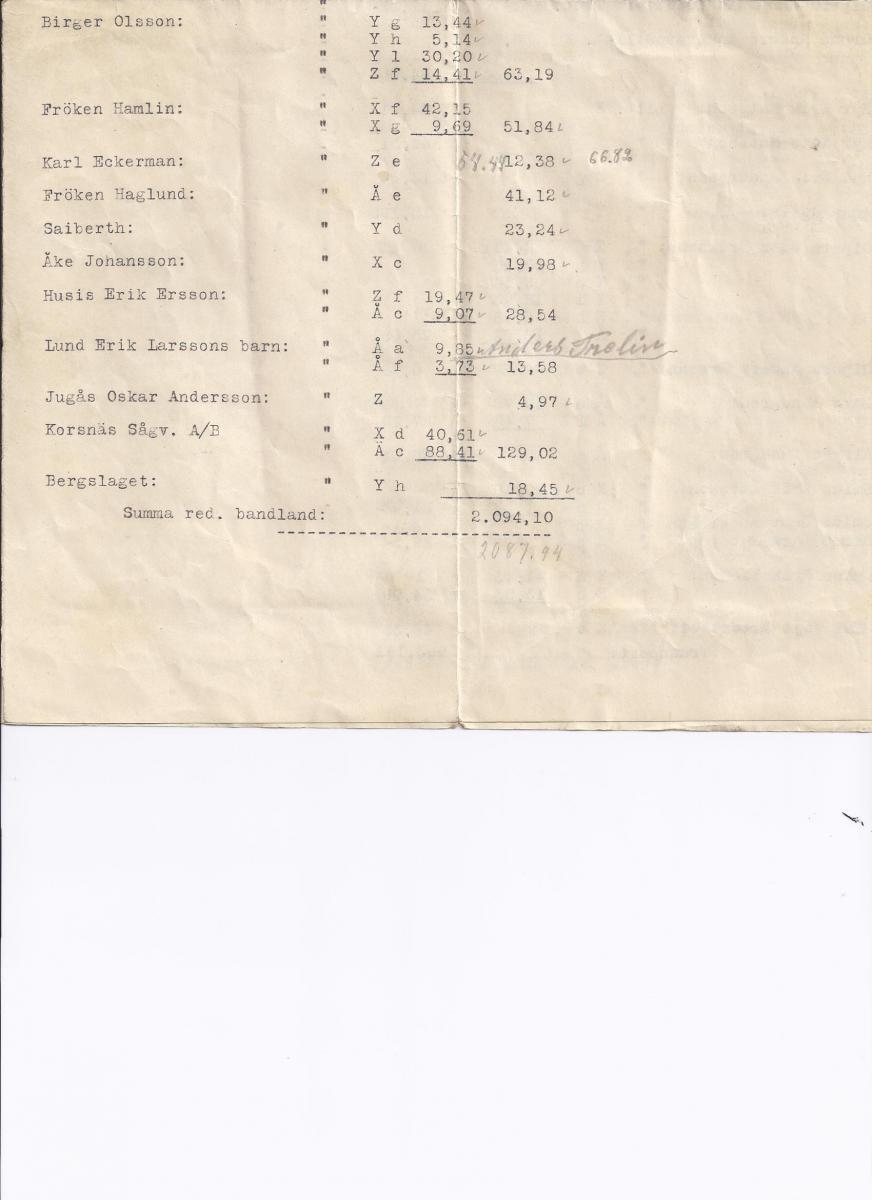 Birger Olsson: " Y g 13,44
" Y h 5,14
" Y l 30,20
" Z f 14,41 63,19
Fröken Hamlin: " X f 42,15
" X g 9,69 51,84
Karl Eckerman: " Z e 54.44 12,38 66.82
Fröken Haglund: " Å e 41,12
Saiberth: " Y d 23,24
Åke Johansson: " X c 19,98
Husis Erik Ersson: " Z f 19,47
" Å c 9,07 28,54
Lund Erik Larssons barn: " Å a 9,85 Anders Frelin
" Å f 3,73 13,58
Jugås Oskar Andersson: " Z 4,97
Korsnäs Sågv. A/B " X d 40,61
" Ä c 88,41 129,02
Bergslaget: " Y h 18,45
Summa red. bandland: 2.094,10
2087.94